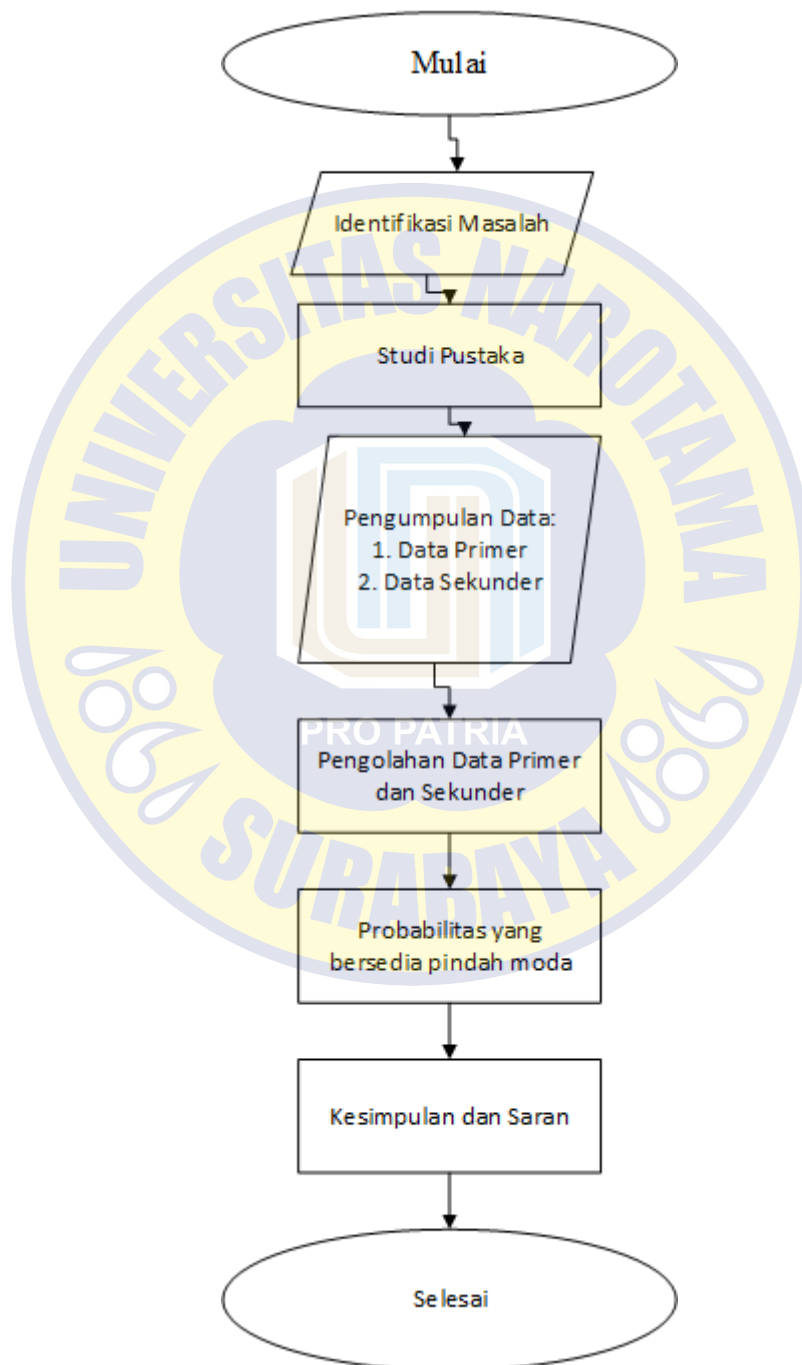 Mulai
Identifikasi Masalah
UNIVERSITAS NAROTAMA
Studi Pustaka
Pengumpulan Data:
1. Data Primer
2. Data Sekunder
PRO PATRIA
Pengolahan Data Primer
dan Sekunder
SURABAYA
Probabilitas yang
bersedia pindah moda
Kesimpulan dan Saran
Selesai